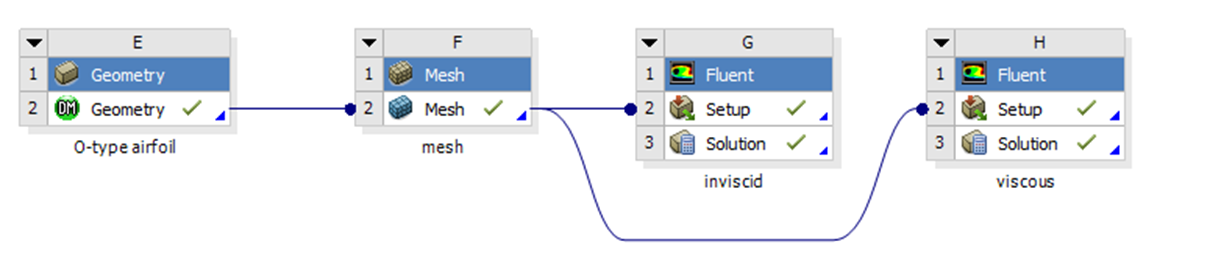 E
1 Geometry
2 DM Geometry
O-type airfoil
F
1 Mesh
2 Mesh
mesh
G
1 Fluent
2 Setup
3 Solution
inviscid
H
1 Fluent
2 Setup
3 Solution
viscous